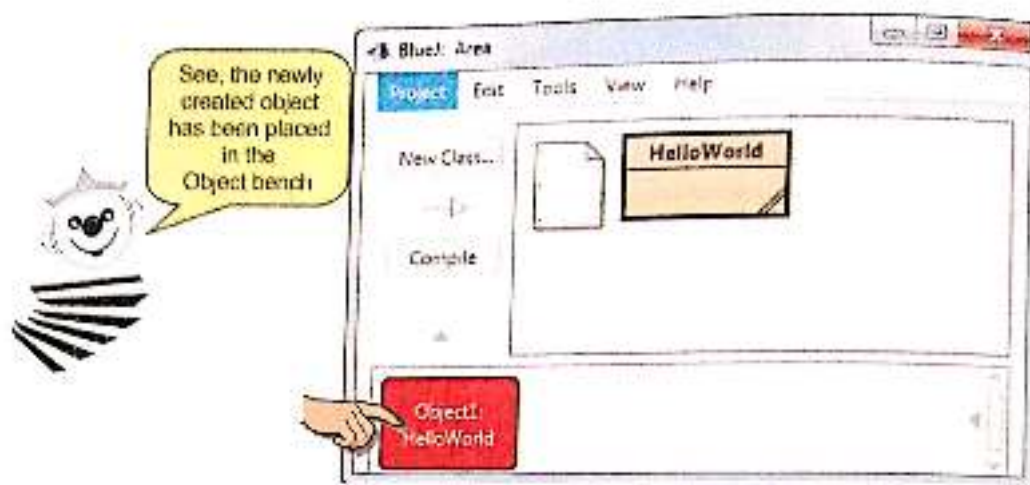 See, the newly
created object
has been placed
in the
Object bench
BlueJ: Area
Project Edit Tools View Help
New Class...
HelloWorld
Compile
Object1:
HelloWorld